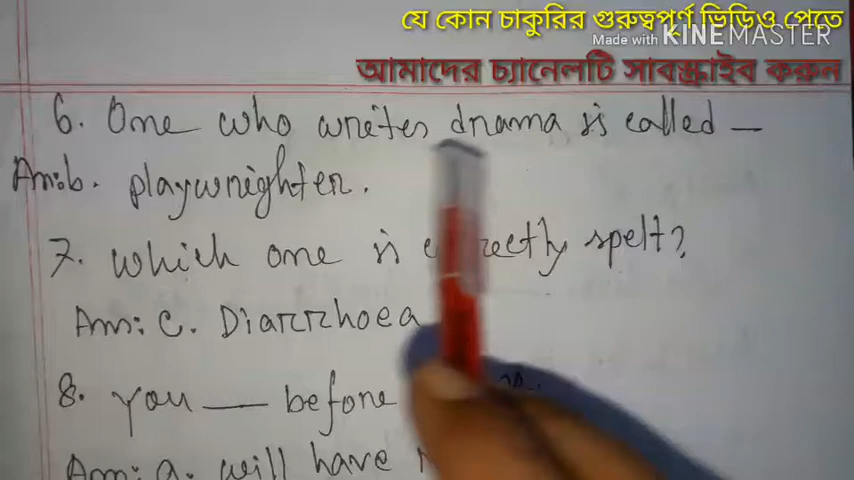 যে কোন চাকুরির গুরুত্বপূর্ণ ভিডিও পেতে
Made with KINEMASTER
আমাদের চ্যানেলটি সাবস্ক্রাইব করুন
6. One who writes drama is called —
Ans: b. playwrighter.
7. Which one is correctly spelt?
Ans: C. Diarrhoea
8. You — before
Ans: a. will have